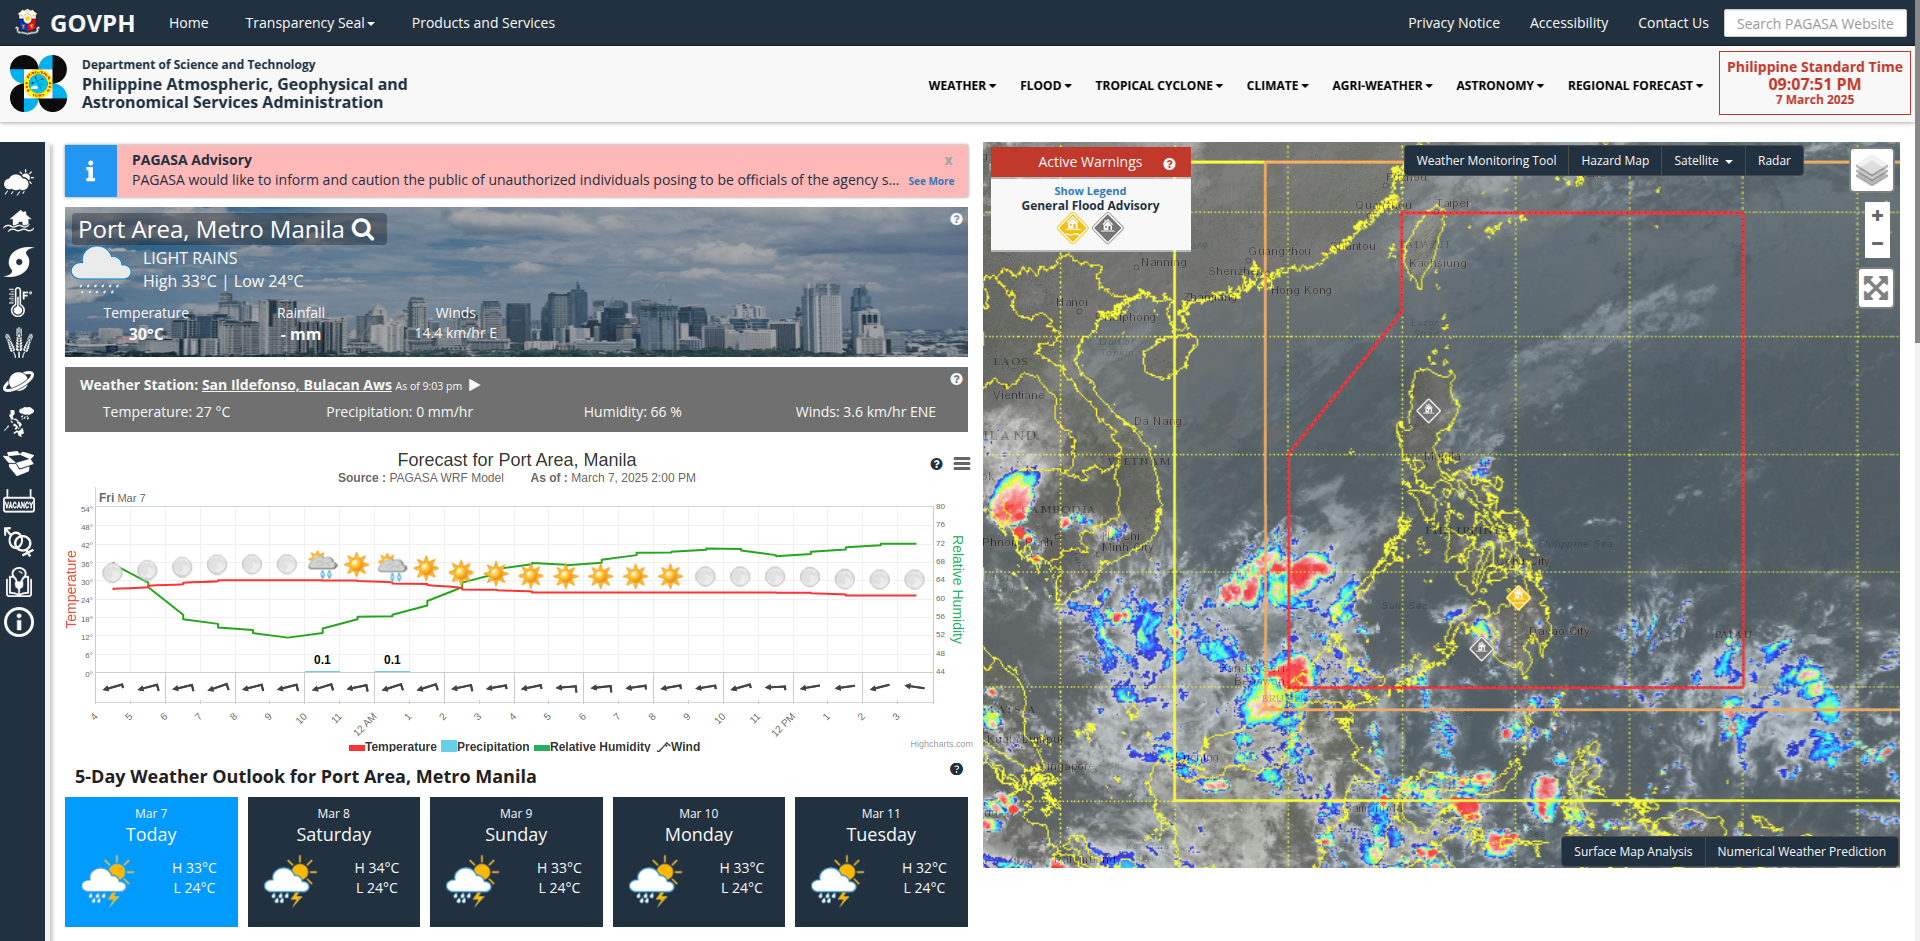 GOVPH
Home
Transparency Seal
Products and Services
Privacy Notice
Accessibility
Contact Us
Search PAGASA Website
Department of Science and Technology
Philippine Atmospheric, Geophysical and
Astronomical Services Administration
WEATHER
FLOOD
TROPICAL CYCLONE
CLIMATE
AGRI-WEATHER
ASTRONOMY
REGIONAL FORECAST
Philippine Standard Time
09:07:51 PM
7 March 2025
VACANCY
PAGASA Advisory
x
PAGASA would like to inform and caution the public of unauthorized individuals posing to be officials of the agency s... See More
Port Area, Metro Manila
LIGHT RAINS
High 33°C | Low 24°C
Temperature
30°C
Rainfall
- mm
Winds
14.4 km/hr E
Weather Station: San Ildefonso, Bulacan Aws As of 9:03 pm
Temperature: 27 °C
Precipitation: 0 mm/hr
Humidity: 66 %
Winds: 3.6 km/hr ENE
Forecast for Port Area, Manila
Source : PAGASA WRF Model As of : March 7, 2025 2:00 PM
Fri Mar 7
Temperature
54° 48° 42° 36° 30° 24° 18° 12° 6° 0°
0.1 0.1
80 76 72 68 64 60 56 52 48 44
Relative Humidity
4 5 6 7 8 9 10 11 12 AM 1 2 3 4 5 6 7 8 9 10 11 12 PM 1 2 3
Temperature Precipitation Relative Humidity Wind
Highcharts.com
5-Day Weather Outlook for Port Area, Metro Manila
Mar 7
Today
H 33°C
L 24°C
Mar 8
Saturday
H 34°C
L 24°C
Mar 9
Sunday
H 33°C
L 24°C
Mar 10
Monday
H 33°C
L 24°C
Mar 11
Tuesday
H 32°C
L 24°C
Active Warnings
Show Legend
General Flood Advisory
Weather Monitoring Tool
Hazard Map
Satellite
Radar
+
−
Taipei
Guangzhou
Nanning
Kaohsiung
Hong Kong
Hanoi
LAOS
Vientiane
Da Nang
VIETNAM
CAMBODIA
Philippine Sea
Davao City
PALAU
Surface Map Analysis
Numerical Weather Prediction